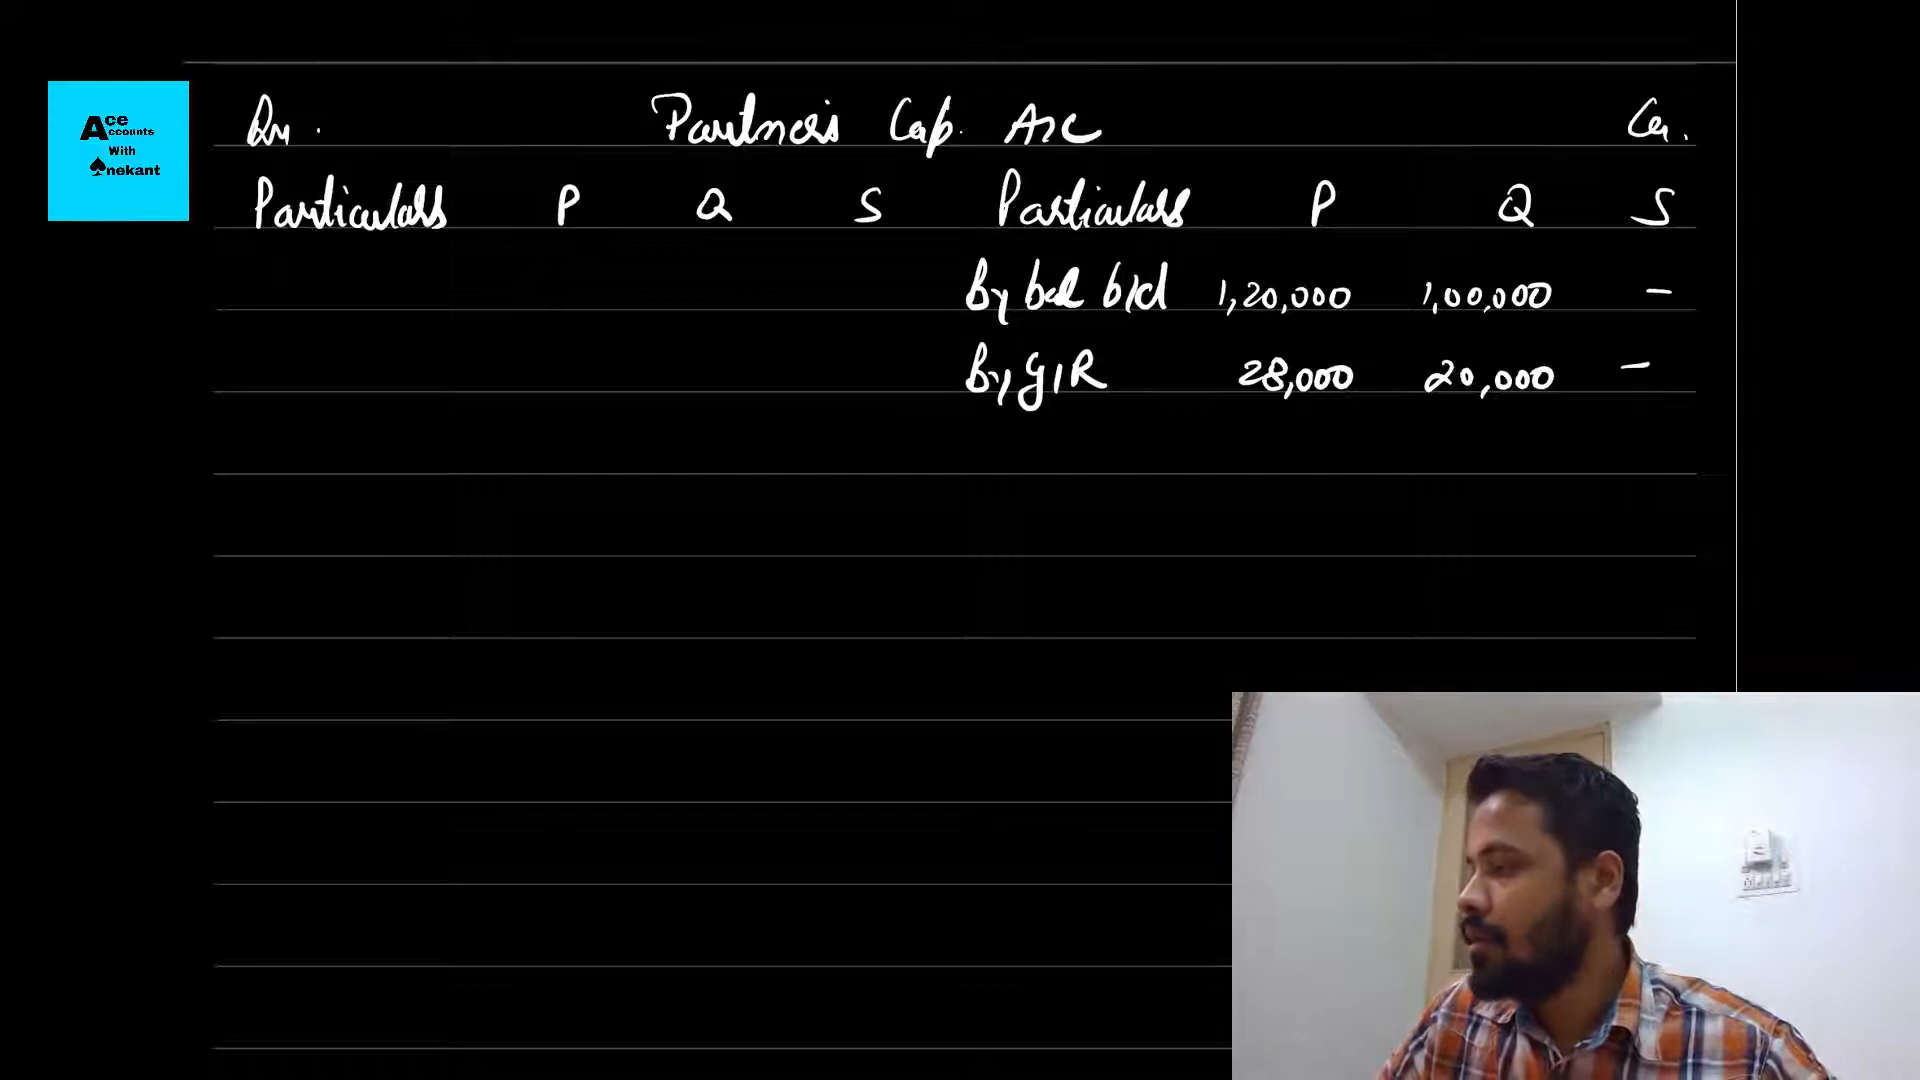 Ace
Accounts
With
Anekant
Dr. Partners Cap. A/c Cr.
Particulars P Q S Particulars P Q S
By bal b/d 1,20,000 1,00,000 -
By G/R 28,000 20,000 -